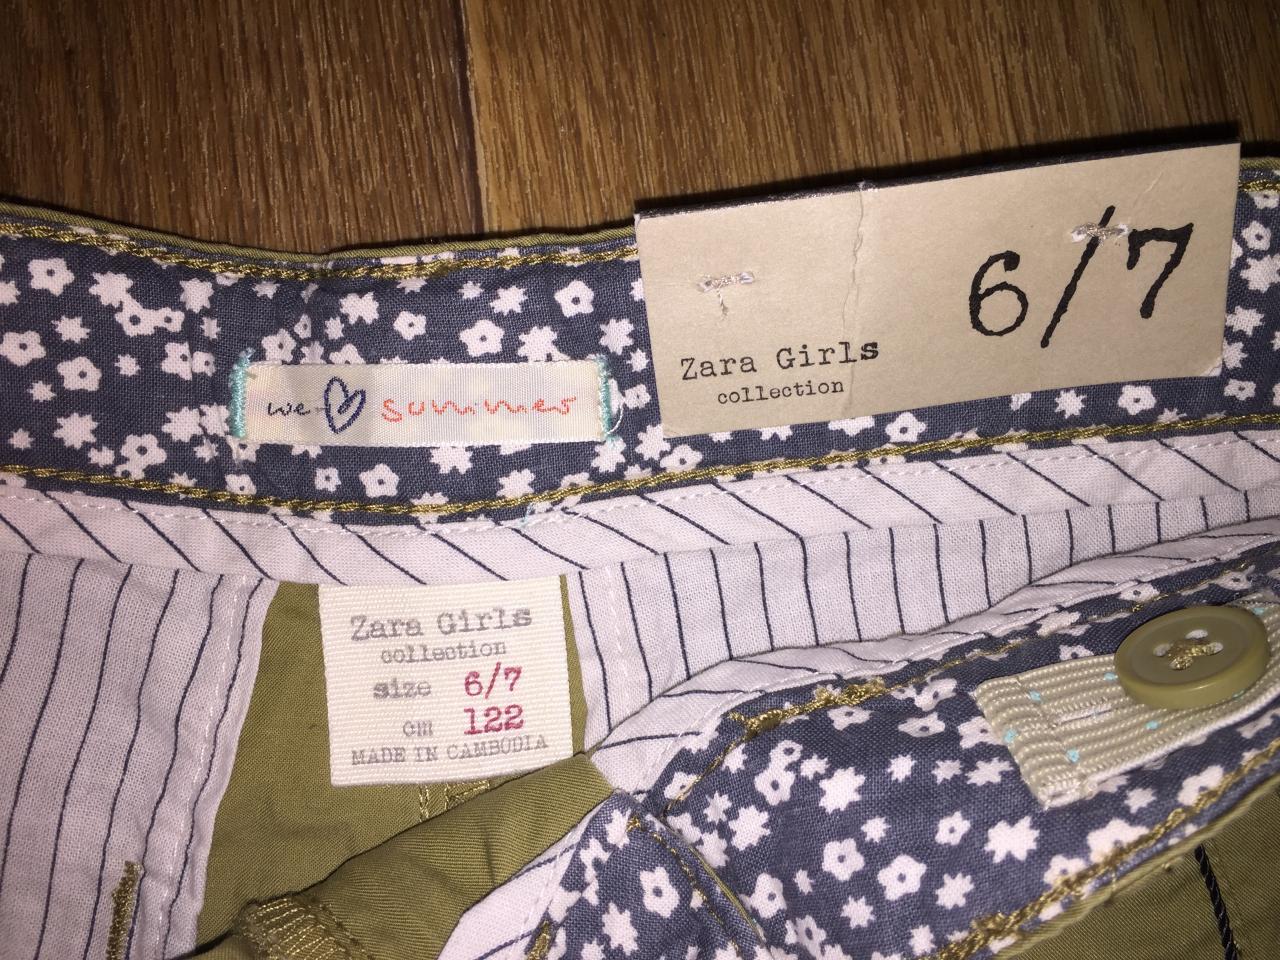 we summer
6/7
Zara Girls
collection
Zara Girls
collection
size 6/7
cm 122
MADE IN CAMBODIA